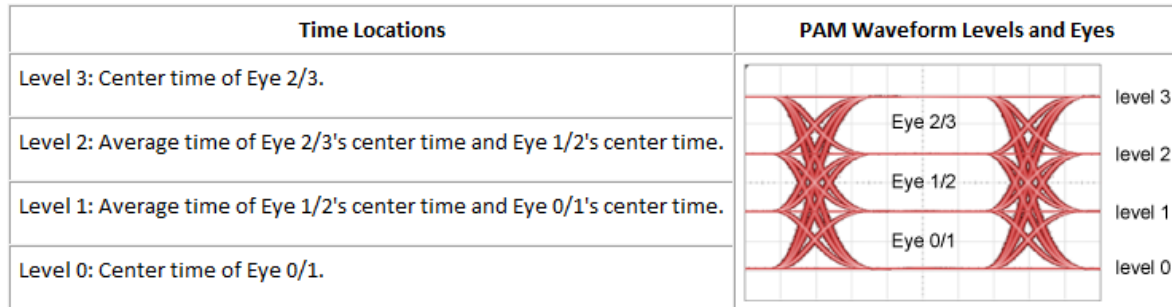 Time Locations
PAM Waveform Levels and Eyes
Level 3: Center time of Eye 2/3.
Level 2: Average time of Eye 2/3's center time and Eye 1/2's center time.
Level 1: Average time of Eye 1/2's center time and Eye 0/1's center time.
Level 0: Center time of Eye 0/1.
level 3
Eye 2/3
level 2
Eye 1/2
level 1
Eye 0/1
level 0